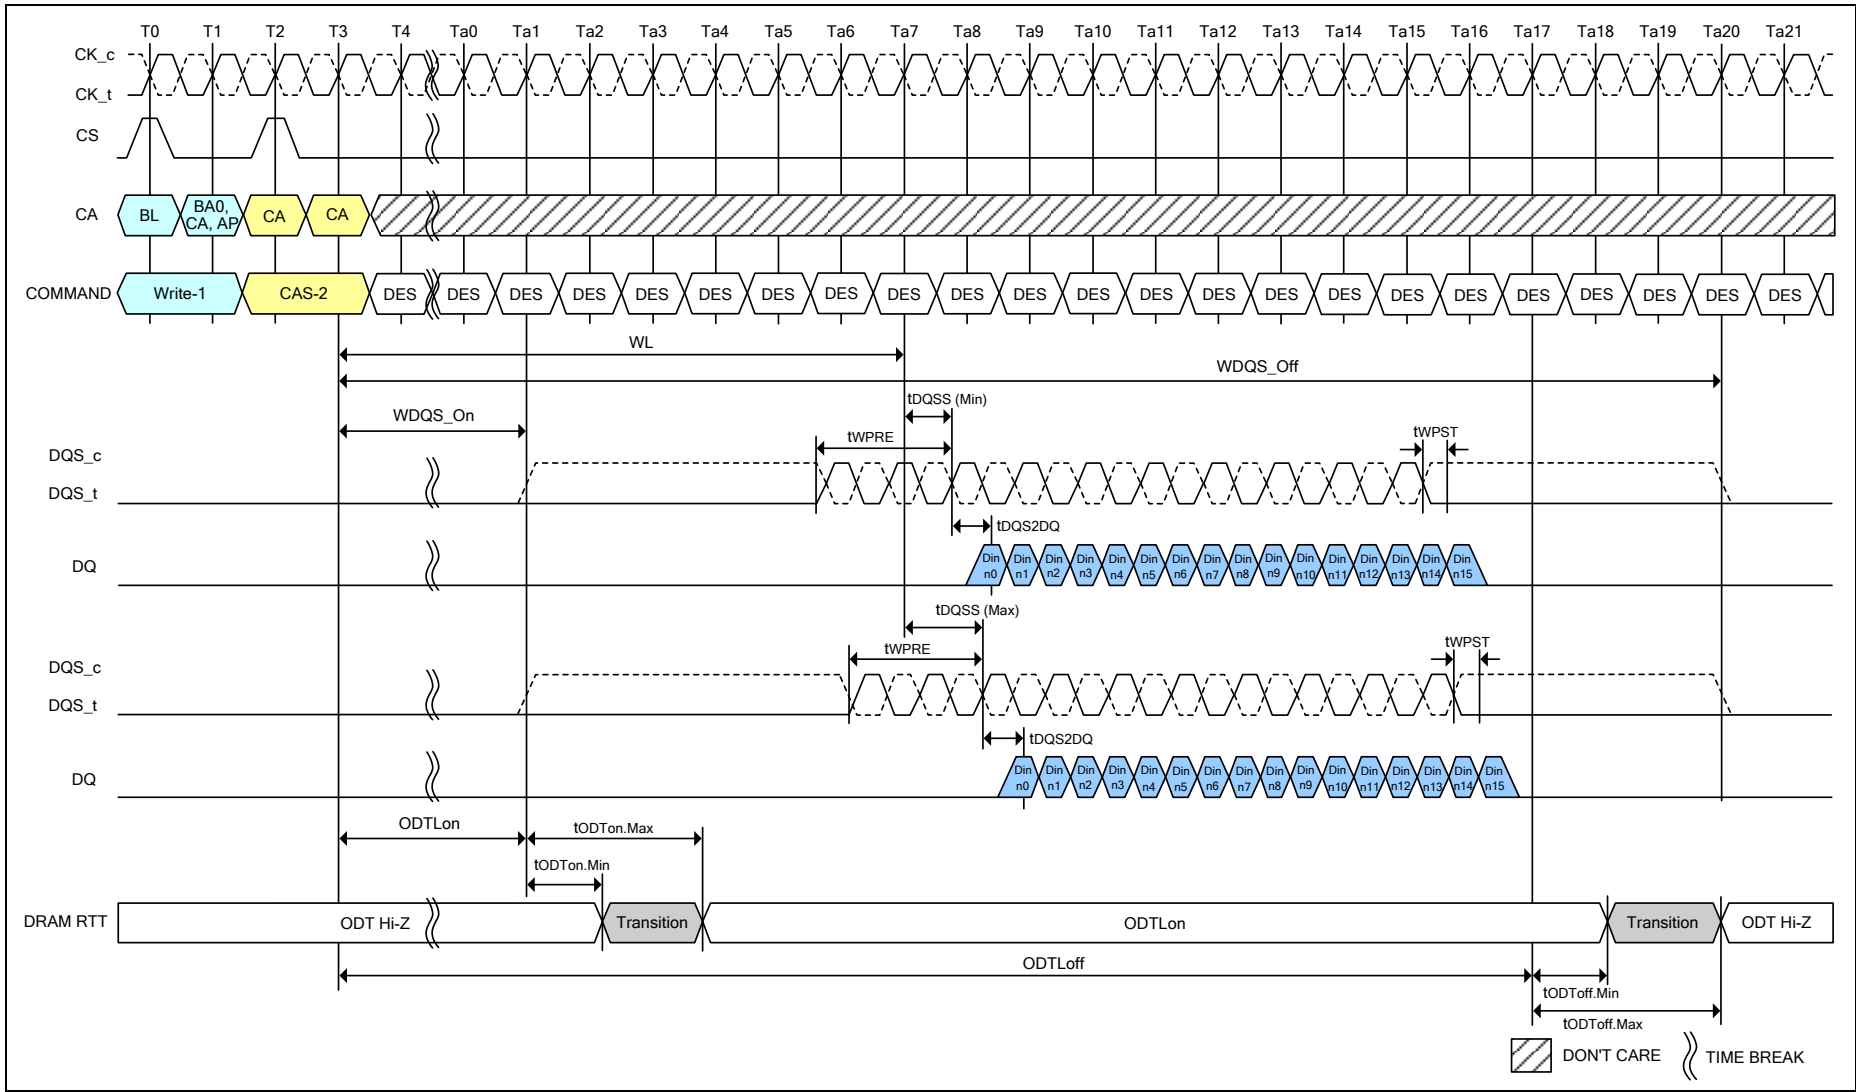 T0 T1 T2 T3 T4 Ta0 Ta1 Ta2 Ta3 Ta4 Ta5 Ta6 Ta7 Ta8 Ta9 Ta10 Ta11 Ta12 Ta13 Ta14 Ta15 Ta16 Ta17 Ta18 Ta19 Ta20 Ta21
CK_c
CK_t
CS
CA BL BA0, CA, AP CA CA
COMMAND Write-1 CAS-2 DES DES DES DES DES DES DES DES DES DES DES DES DES DES DES DES DES DES DES DES DES DES DES
WL
WDQS_Off
tDQSS (Min)
WDQS_On
tWPRE
tWPST
DQS_c
DQS_t
tDQS2DQ
DQ
Din n0 Din n1 Din n2 Din n3 Din n4 Din n5 Din n6 Din n7 Din n8 Din n9 Din n10 Din n11 Din n12 Din n13 Din n14 Din n15
tDQSS (Max)
tWPRE
tWPST
DQS_c
DQS_t
tDQS2DQ
DQ
Din n0 Din n1 Din n2 Din n3 Din n4 Din n5 Din n6 Din n7 Din n8 Din n9 Din n10 Din n11 Din n12 Din n13 Din n14 Din n15
ODTLon
tODTon.Max
tODTon.Min
DRAM RTT ODT Hi-Z Transition ODTLon Transition ODT Hi-Z
ODTLoff
tODToff.Min
tODToff.Max
DON'T CARE
TIME BREAK